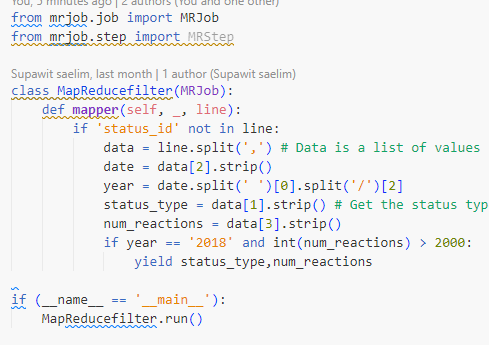 You, 5 minutes ago | 2 authors (You and one other)
from mrjob.job import MRJob
from mrjob.step import MRStep
Supawit saelim, last month | 1 author (Supawit saelim)
class MapReducefilter(MRJob):
    def mapper(self, _, line):
        if 'status_id' not in line:
            data = line.split(',') # Data is a list of values
            date = data[2].strip()
            year = date.split(' ')[0].split('/')[2]
            status_type = data[1].strip() # Get the status typ
            num_reactions = data[3].strip()
            if year == '2018' and int(num_reactions) > 2000:
                yield status_type,num_reactions
if (__name__ == '__main__'):
    MapReducefilter.run()